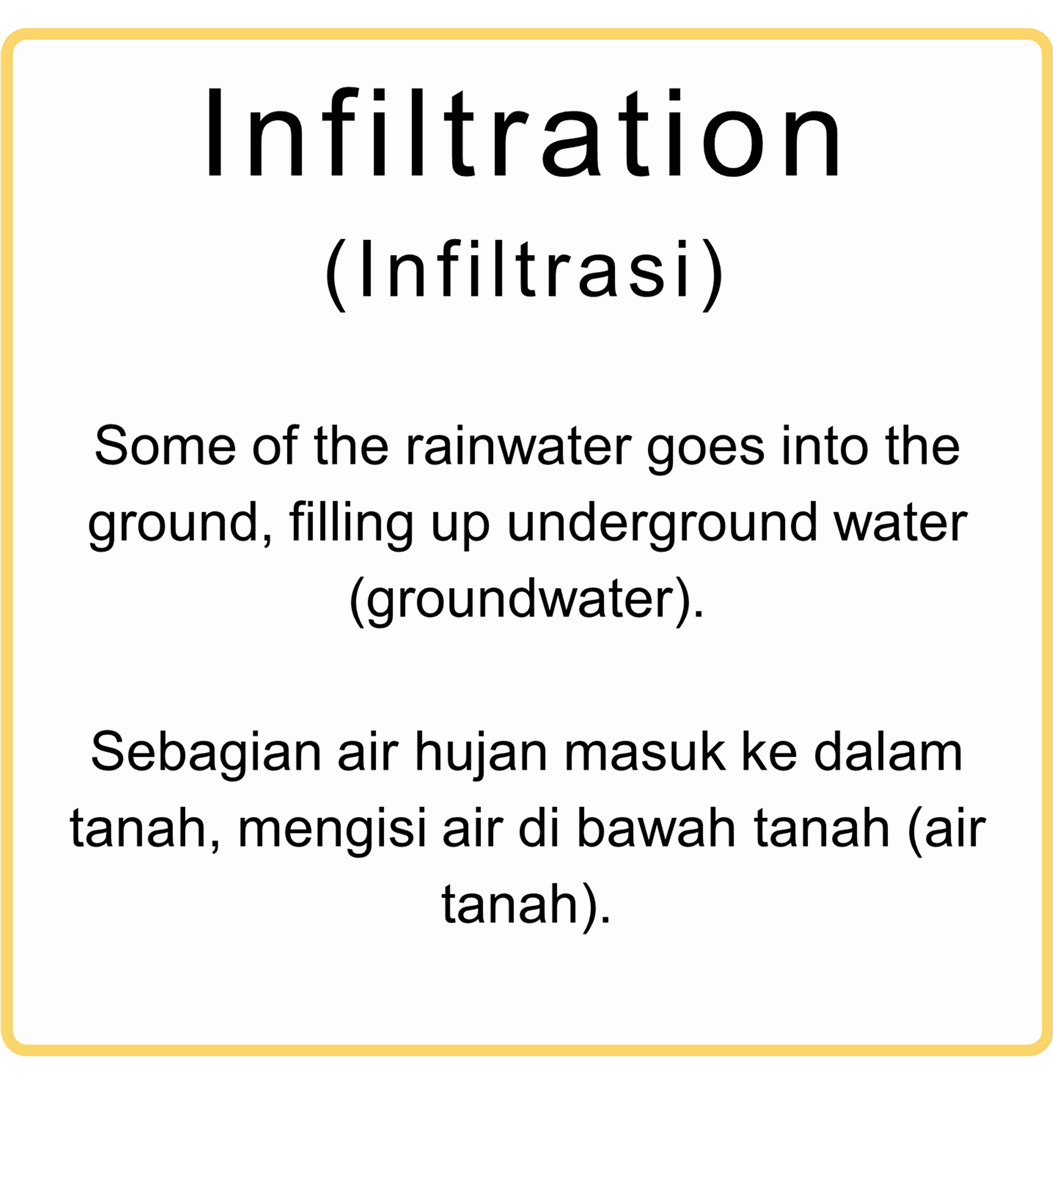 Infiltration
(Infiltrasi)
Some of the rainwater goes into the
ground, filling up underground water
(groundwater).
Sebagian air hujan masuk ke dalam
tanah, mengisi air di bawah tanah (air
tanah).